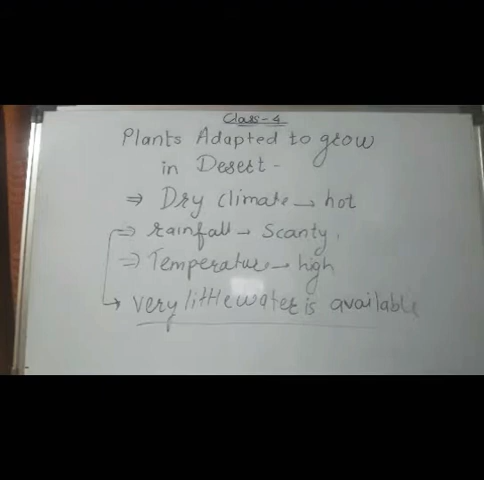 Class-4
Plants Adapted to grow
in Desert -
⇒ Dry climate → hot
⇒ rainfall → Scanty.
⇒ Temperature → high
→ very little water is available